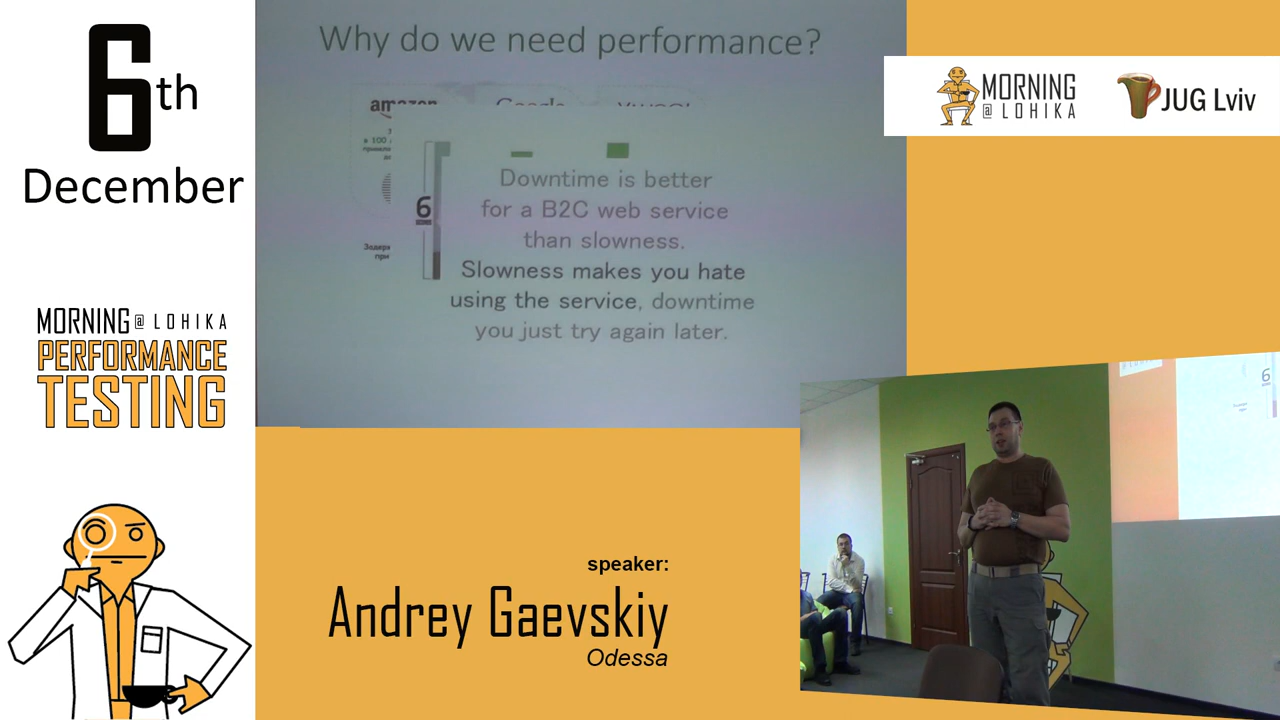 6th
December
MORNING @ LOHIKA
PERFORMANCE
TESTING
Why do we need performance?
amazon
Google
6
Downtime is better
for a B2C web service
than slowness.
Slowness makes you hate
using the service, downtime
you just try again later.
MORNING
@ LOHIKA
JUG Lviv
speaker:
Andrey Gaevskiy
Odessa
6